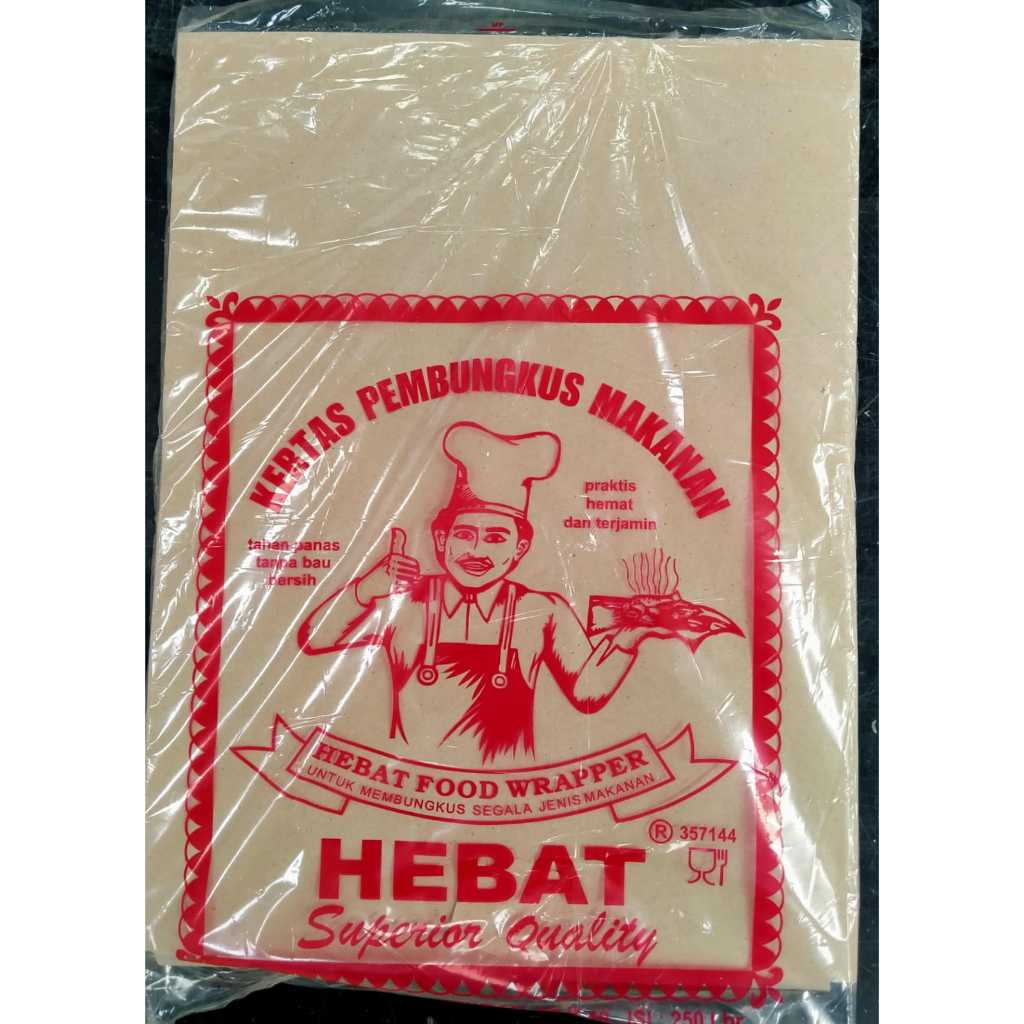 KERTAS PEMBUNGKUS MAKANAN
praktis
hemat
dan terjamin
tahan panas
tanpa bau
bersih
HEBAT FOOD WRAPPER
UNTUK MEMBUNGKUS SEGALA JENIS MAKANAN
® 357144
HEBAT
Superior Quality
ISI : 250 Lbr